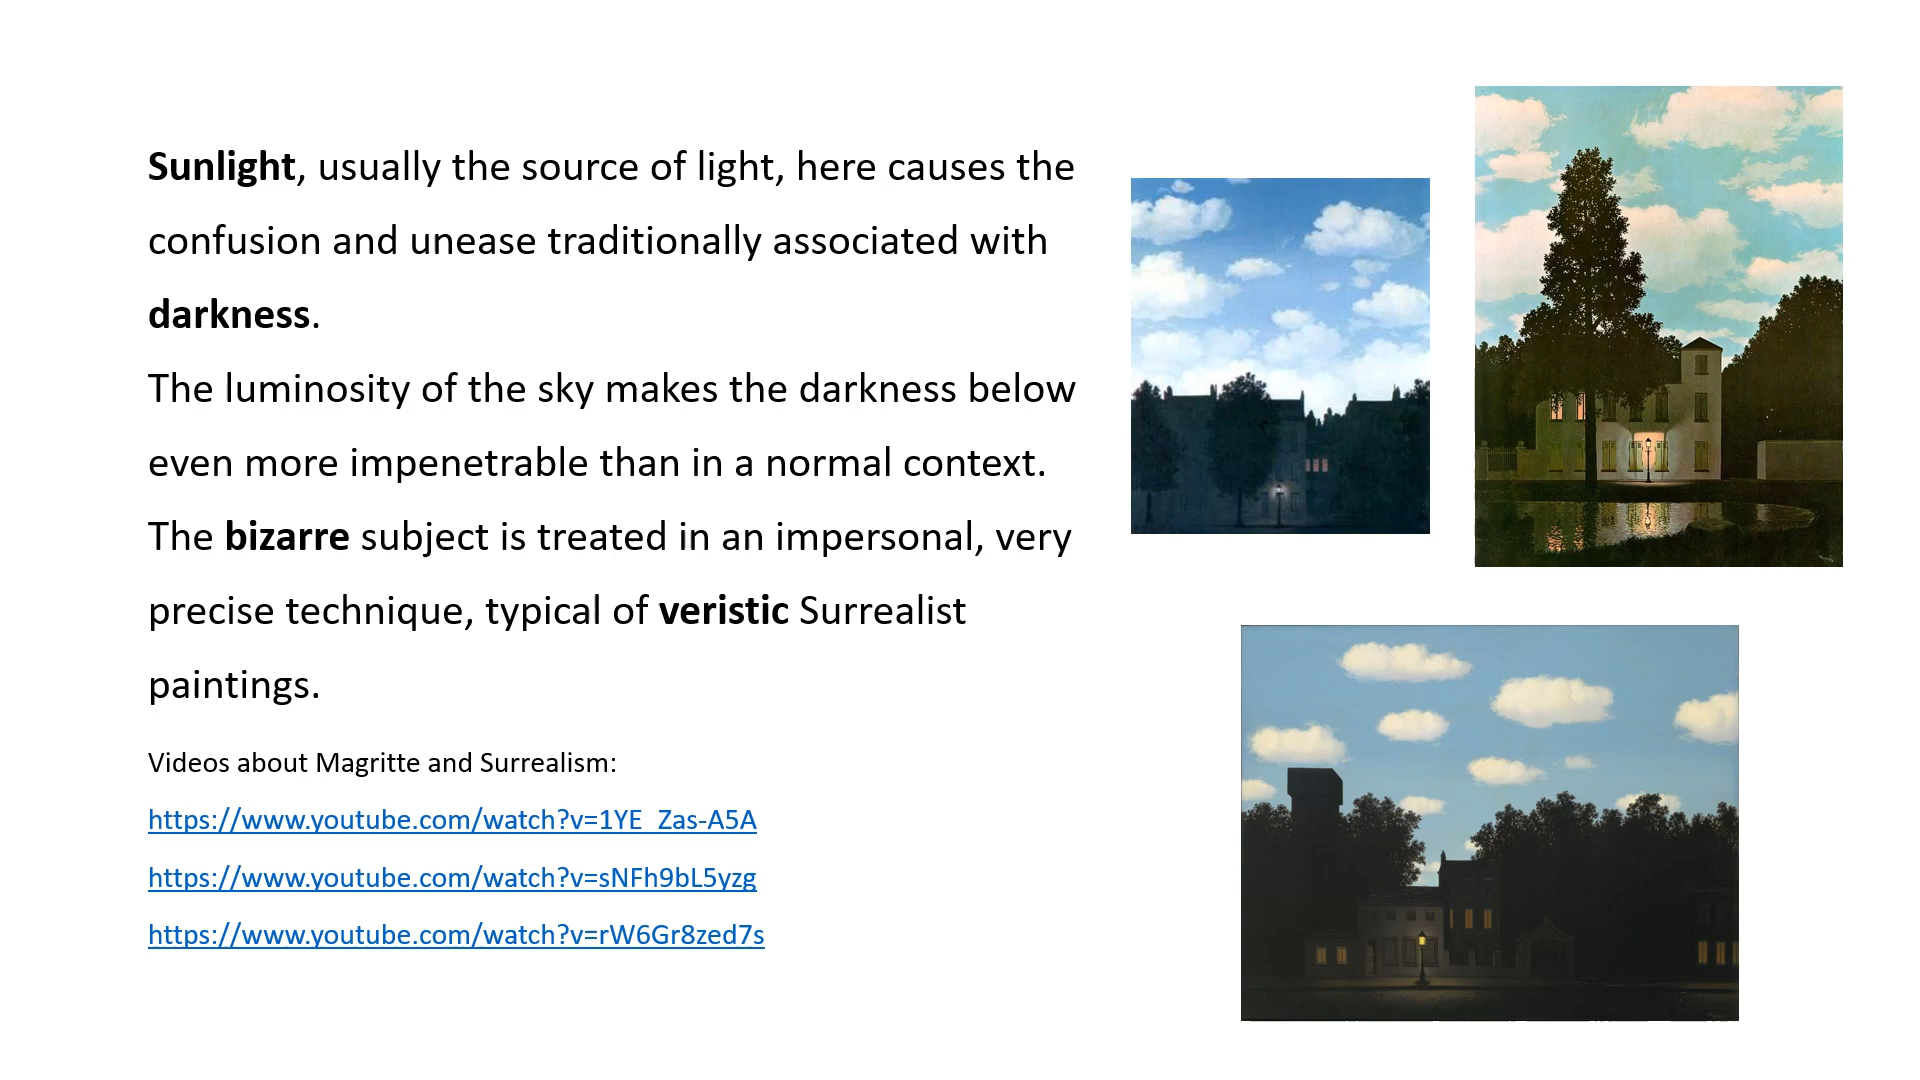 Sunlight, usually the source of light, here causes the
confusion and unease traditionally associated with
darkness.
The luminosity of the sky makes the darkness below
even more impenetrable than in a normal context.
The bizarre subject is treated in an impersonal, very
precise technique, typical of veristic Surrealist
paintings.
Videos about Magritte and Surrealism:
https://www.youtube.com/watch?v=1YE_Zas-A5A
https://www.youtube.com/watch?v=sNFh9bL5yzg
https://www.youtube.com/watch?v=rW6Gr8zed7s